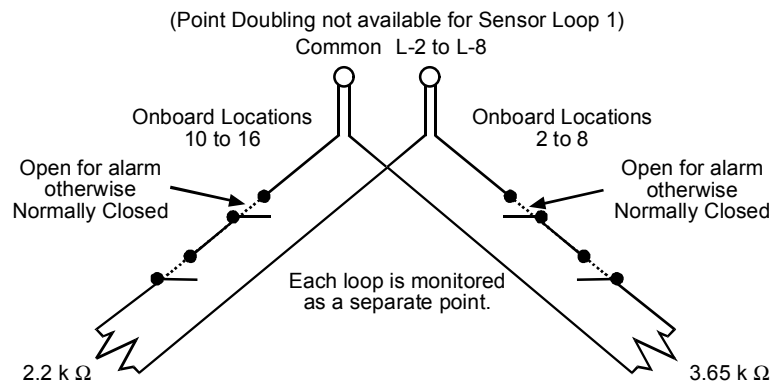 (Point Doubling not available for Sensor Loop 1)
Common L-2 to L-8
Onboard Locations
10 to 16
Onboard Locations
2 to 8
Open for alarm
otherwise
Normally Closed
Open for alarm
otherwise
Normally Closed
Each loop is monitored
as a separate point.
2.2 k Ω
3.65 k Ω